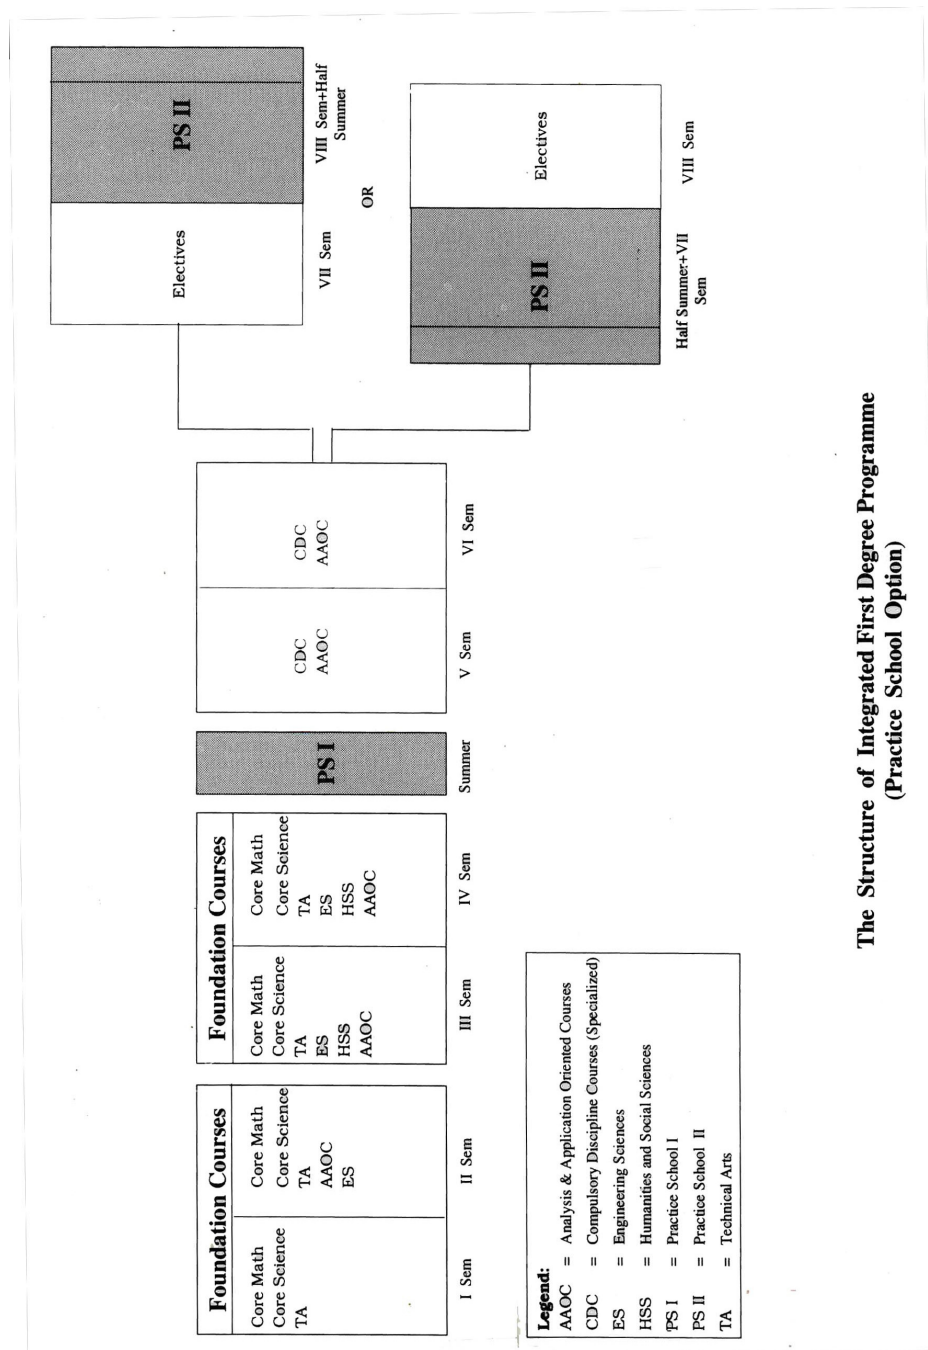 Foundation Courses
Core Math
Core Science
TA
I Sem
Core Math
Core Science
TA
AAOC
ES
II Sem
Foundation Courses
Core Math
Core Science
TA
ES
HSS
AAOC
III Sem
Core Math
Core Science
TA
ES
HSS
AAOC
IV Sem
PS I
Summer
CDC
AAOC
V Sem
CDC
AAOC
VI Sem
Electives
VII Sem
PS II
VIII Sem+Half
Summer
OR
PS II
Half Summer+VII
Sem
Electives
VIII Sem
Legend:
AAOC = Analysis & Application Oriented Courses
CDC = Compulsory Discipline Courses (Specialized)
ES = Engineering Sciences
HSS = Humanities and Social Sciences
PS I = Practice School I
PS II = Practice School II
TA = Technical Arts
The Structure of Integrated First Degree Programme
(Practice School Option)